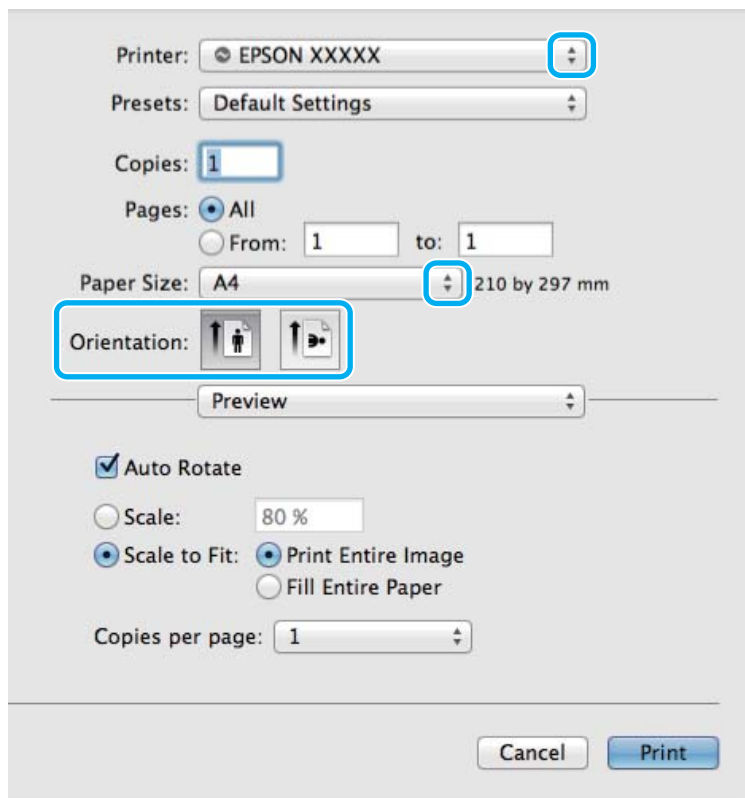 Printer: EPSON XXXXX
Presets: Default Settings
Copies: 1
Pages: All
From: 1 to: 1
Paper Size: A4 210 by 297 mm
Orientation:
Preview
Auto Rotate
Scale: 80 %
Scale to Fit: Print Entire Image
Fill Entire Paper
Copies per page: 1
Cancel Print